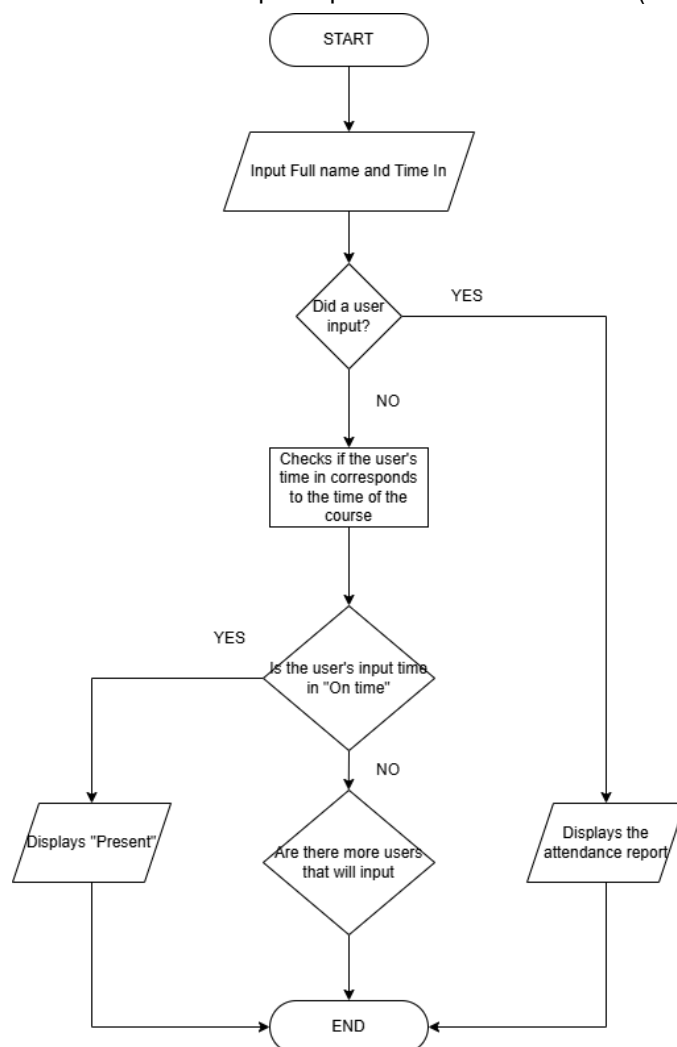 START
Input Full name and Time In
Did a user
input?
YES
NO
Checks if the user's
time in corresponds
to the time of the
course
YES
Is the user's input time
in "On time"
NO
Displays "Present"
Are there more users
that will input
Displays the
attendance report
END